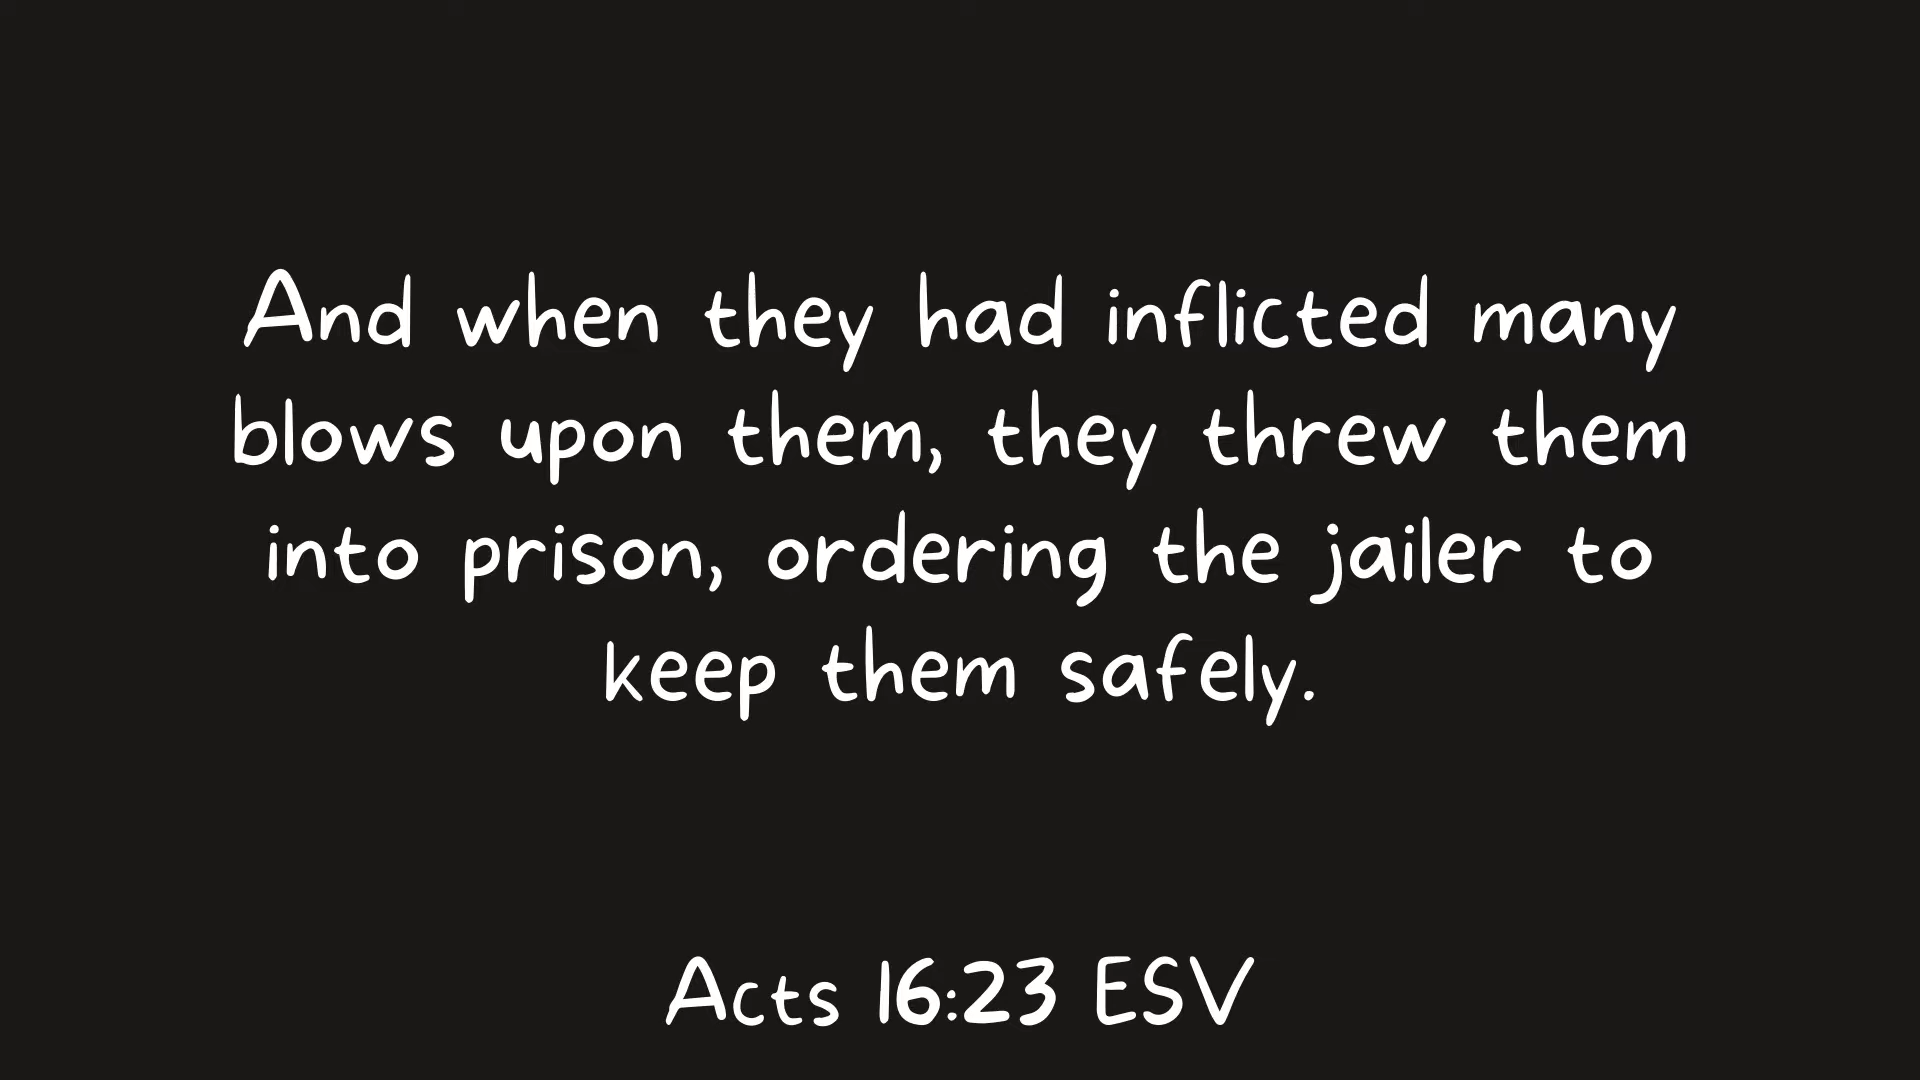 And when they had inflicted many
blows upon them, they threw them
into prison, ordering the jailer to
keep them safely.
Acts 16:23 ESV